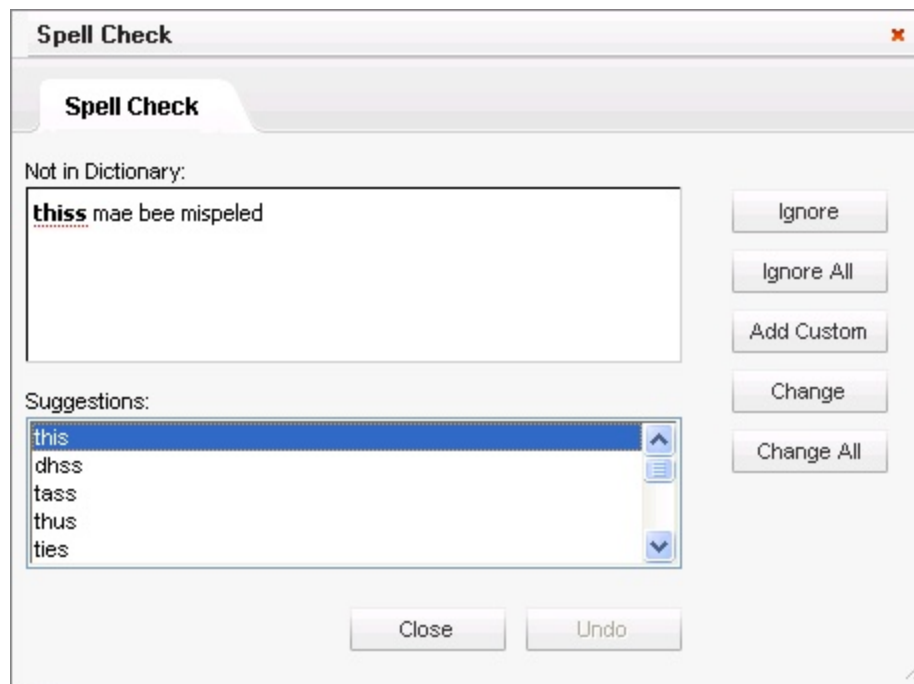 Spell Check
Spell Check
Not in Dictionary:
thiss mae bee mispeled
Ignore
Ignore All
Add Custom
Change
Change All
Suggestions:
this
dhss
tass
thus
ties
Close
Undo